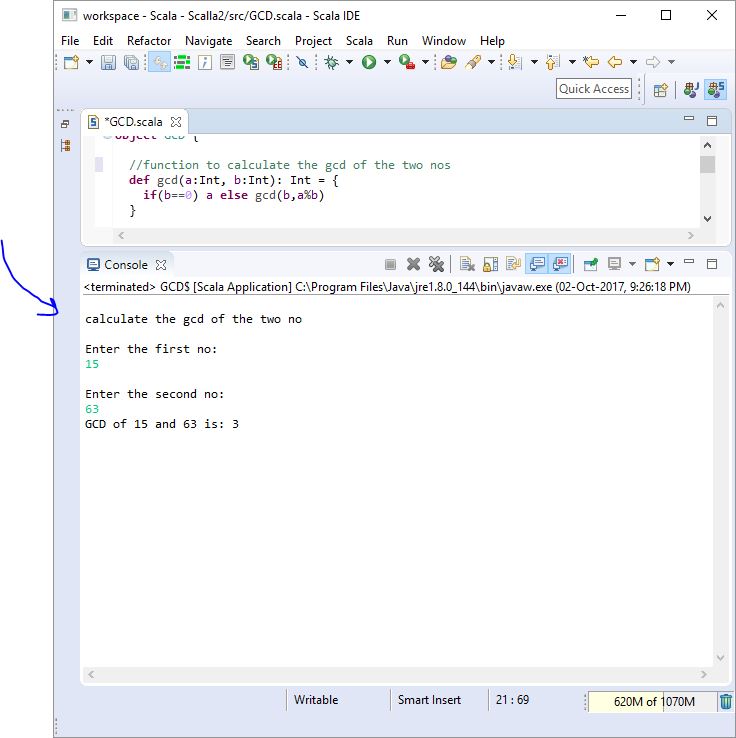 workspace - Scala - Scalla2/src/GCD.scala - Scala IDE
File Edit Refactor Navigate Search Project Scala Run Window Help
Quick Access
*GCD.scala
object GCD {
//function to calculate the gcd of the two nos
def gcd(a:Int, b:Int): Int = {
if(b==0) a else gcd(b,a%b)
}
Console
<terminated> GCD$ [Scala Application] C:\Program Files\Java\jre1.8.0_144\bin\javaw.exe (02-Oct-2017, 9:26:18 PM)
calculate the gcd of the two no
Enter the first no:
15
Enter the second no:
63
GCD of 15 and 63 is: 3
Writable Smart Insert 21 : 69 620M of 1070M